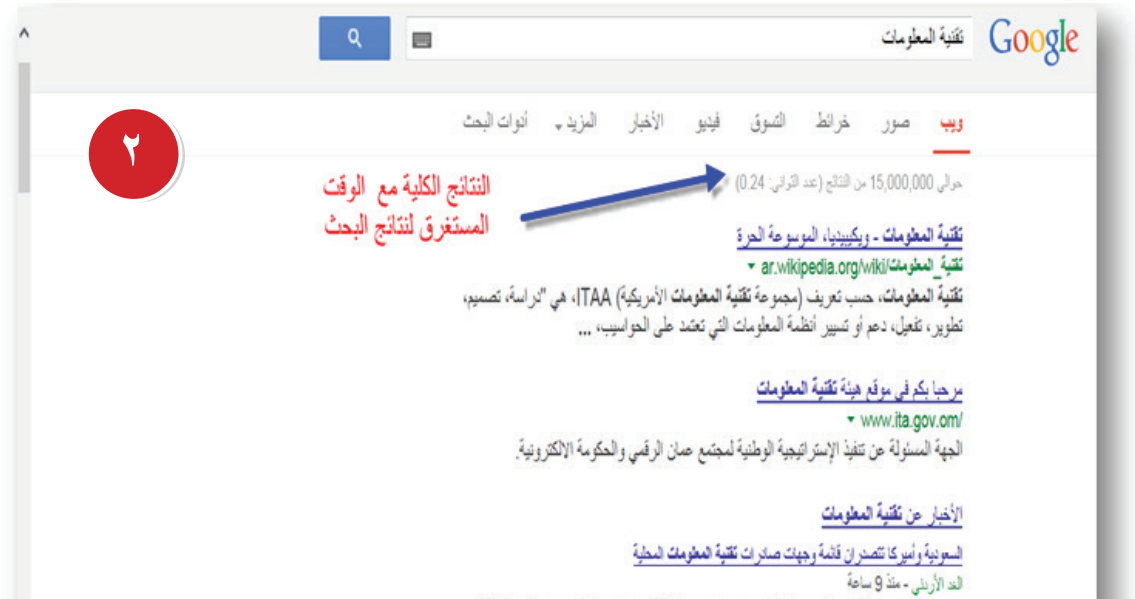 Google
تقنية المعلومات
ويب صور خرائط التسوق فيديو الأخبار المزيد أدوات البحث
٢
حوالي 15,000,000 من النتائج (عدد الثواني: 0.24)
النتائج الكلية مع الوقت
المستغرق لنتائج البحث
تقنية المعلومات - ويكيبيديا، الموسوعة الحرة
ar.wikipedia.org/wiki/تقنية_المعلومات
تقنية المعلومات، حسب تعريف (مجموعة تقنية المعلومات الأمريكية) ITAA، هي "دراسة، تصميم،
تطوير، تفعيل، دعم أو تسيير أنظمة المعلومات التي تعتمد على الحواسيب، ...
مرحبا بكم في موقع هيئة تقنية المعلومات
www.ita.gov.om/
الجهة المسئولة عن تنفيذ الإستراتيجية الوطنية لمجتمع عمان الرقمي والحكومة الالكترونية.
الأخبار عن تقنية المعلومات
السعودية وأميركا تتصدران قائمة وجهات صادرات تقنية المعلومات المحلية
الغد الأردني - منذ 9 ساعة